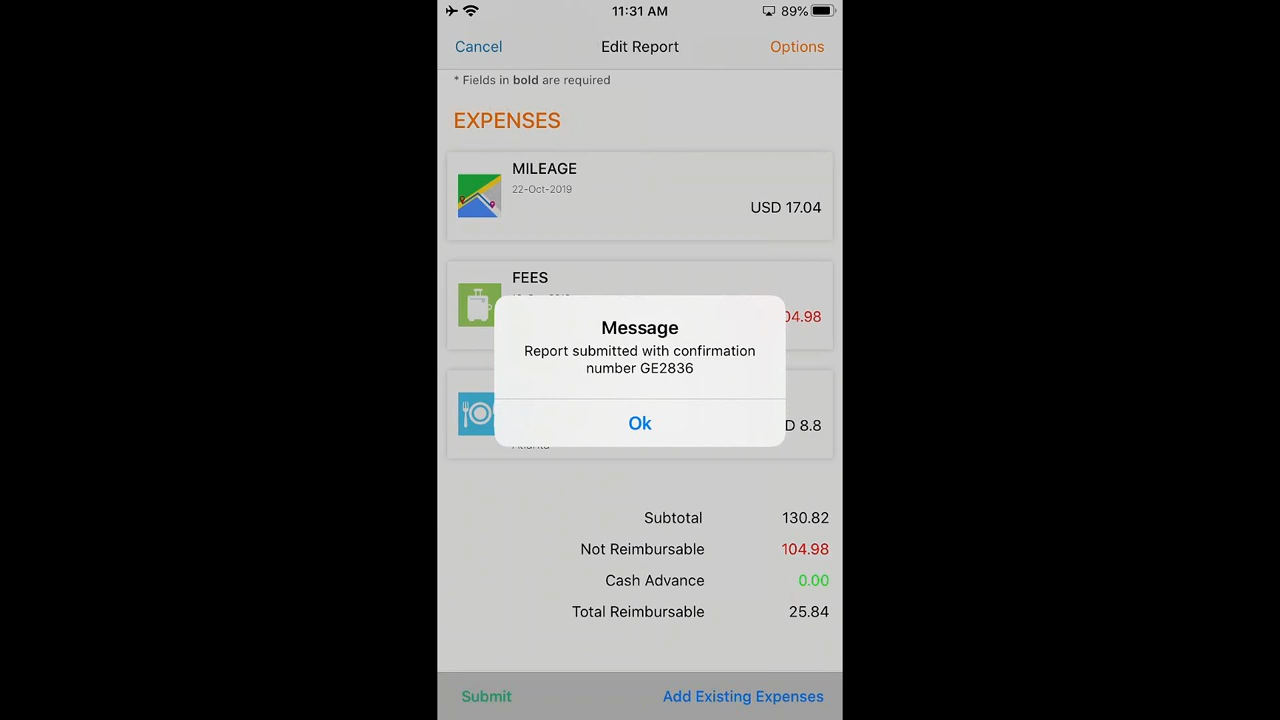 11:31 AM
89%
Cancel
Edit Report
Options
* Fields in bold are required
EXPENSES
MILEAGE
22-Oct-2019
USD 17.04
FEES
04.98
Message
Report submitted with confirmation
number GE2836
Ok
D 8.8
Atlanta
Subtotal 130.82
Not Reimbursable 104.98
Cash Advance 0.00
Total Reimbursable 25.84
Submit
Add Existing Expenses